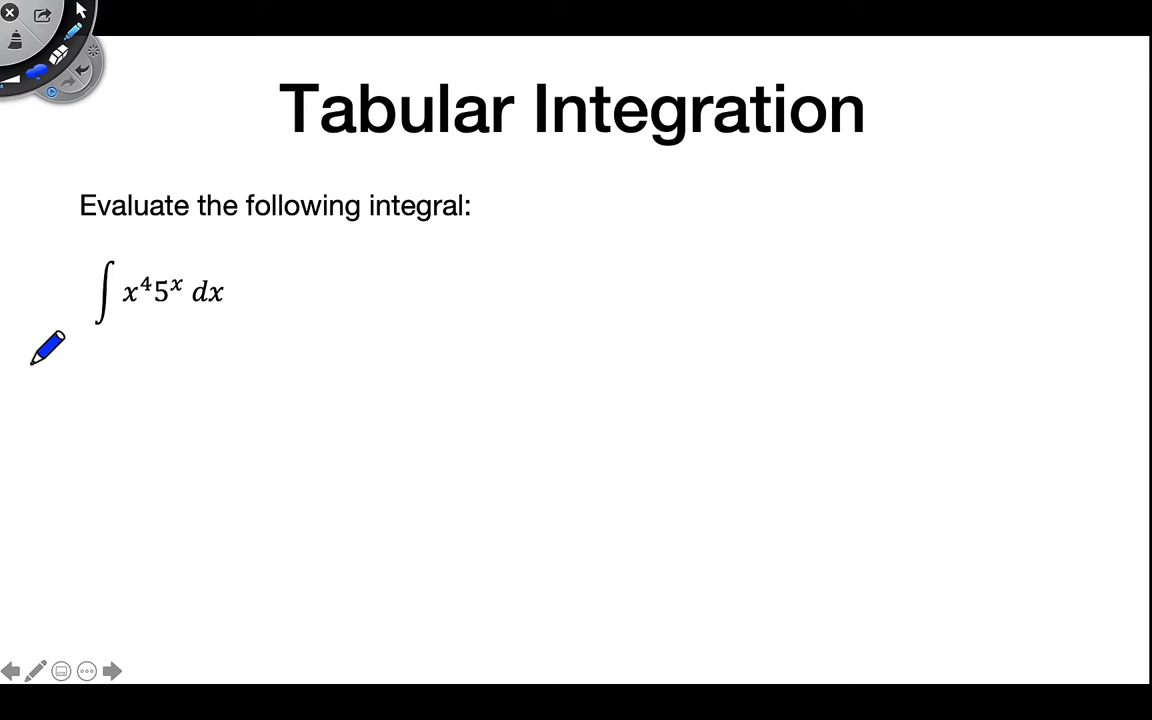 Tabular Integration
Evaluate the following integral:
∫ x⁴5ˣ dx